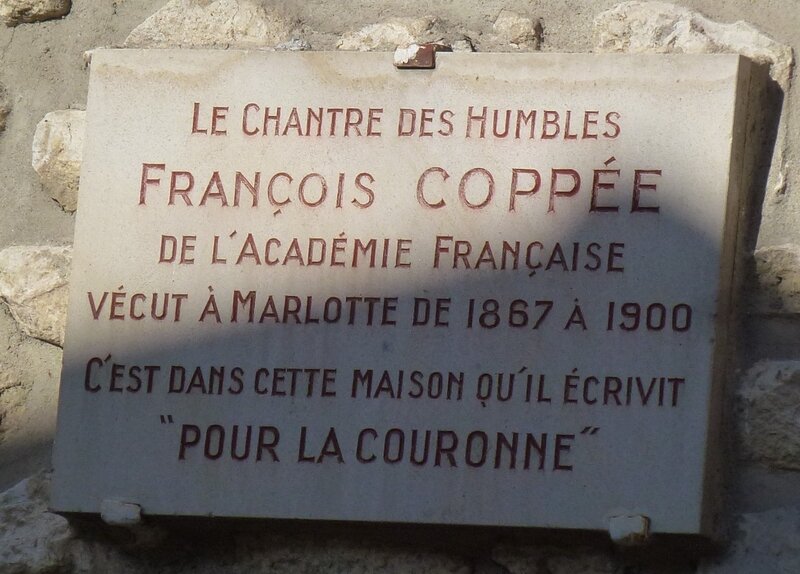 LE CHANTRE DES HUMBLES
FRANÇOIS COPPÉE
DE L'ACADÉMIE FRANÇAISE
VÉCUT À MARLOTTE DE 1867 À 1900
C'EST DANS CETTE MAISON QU'IL ÉCRIVIT
"POUR LA COURONNE"